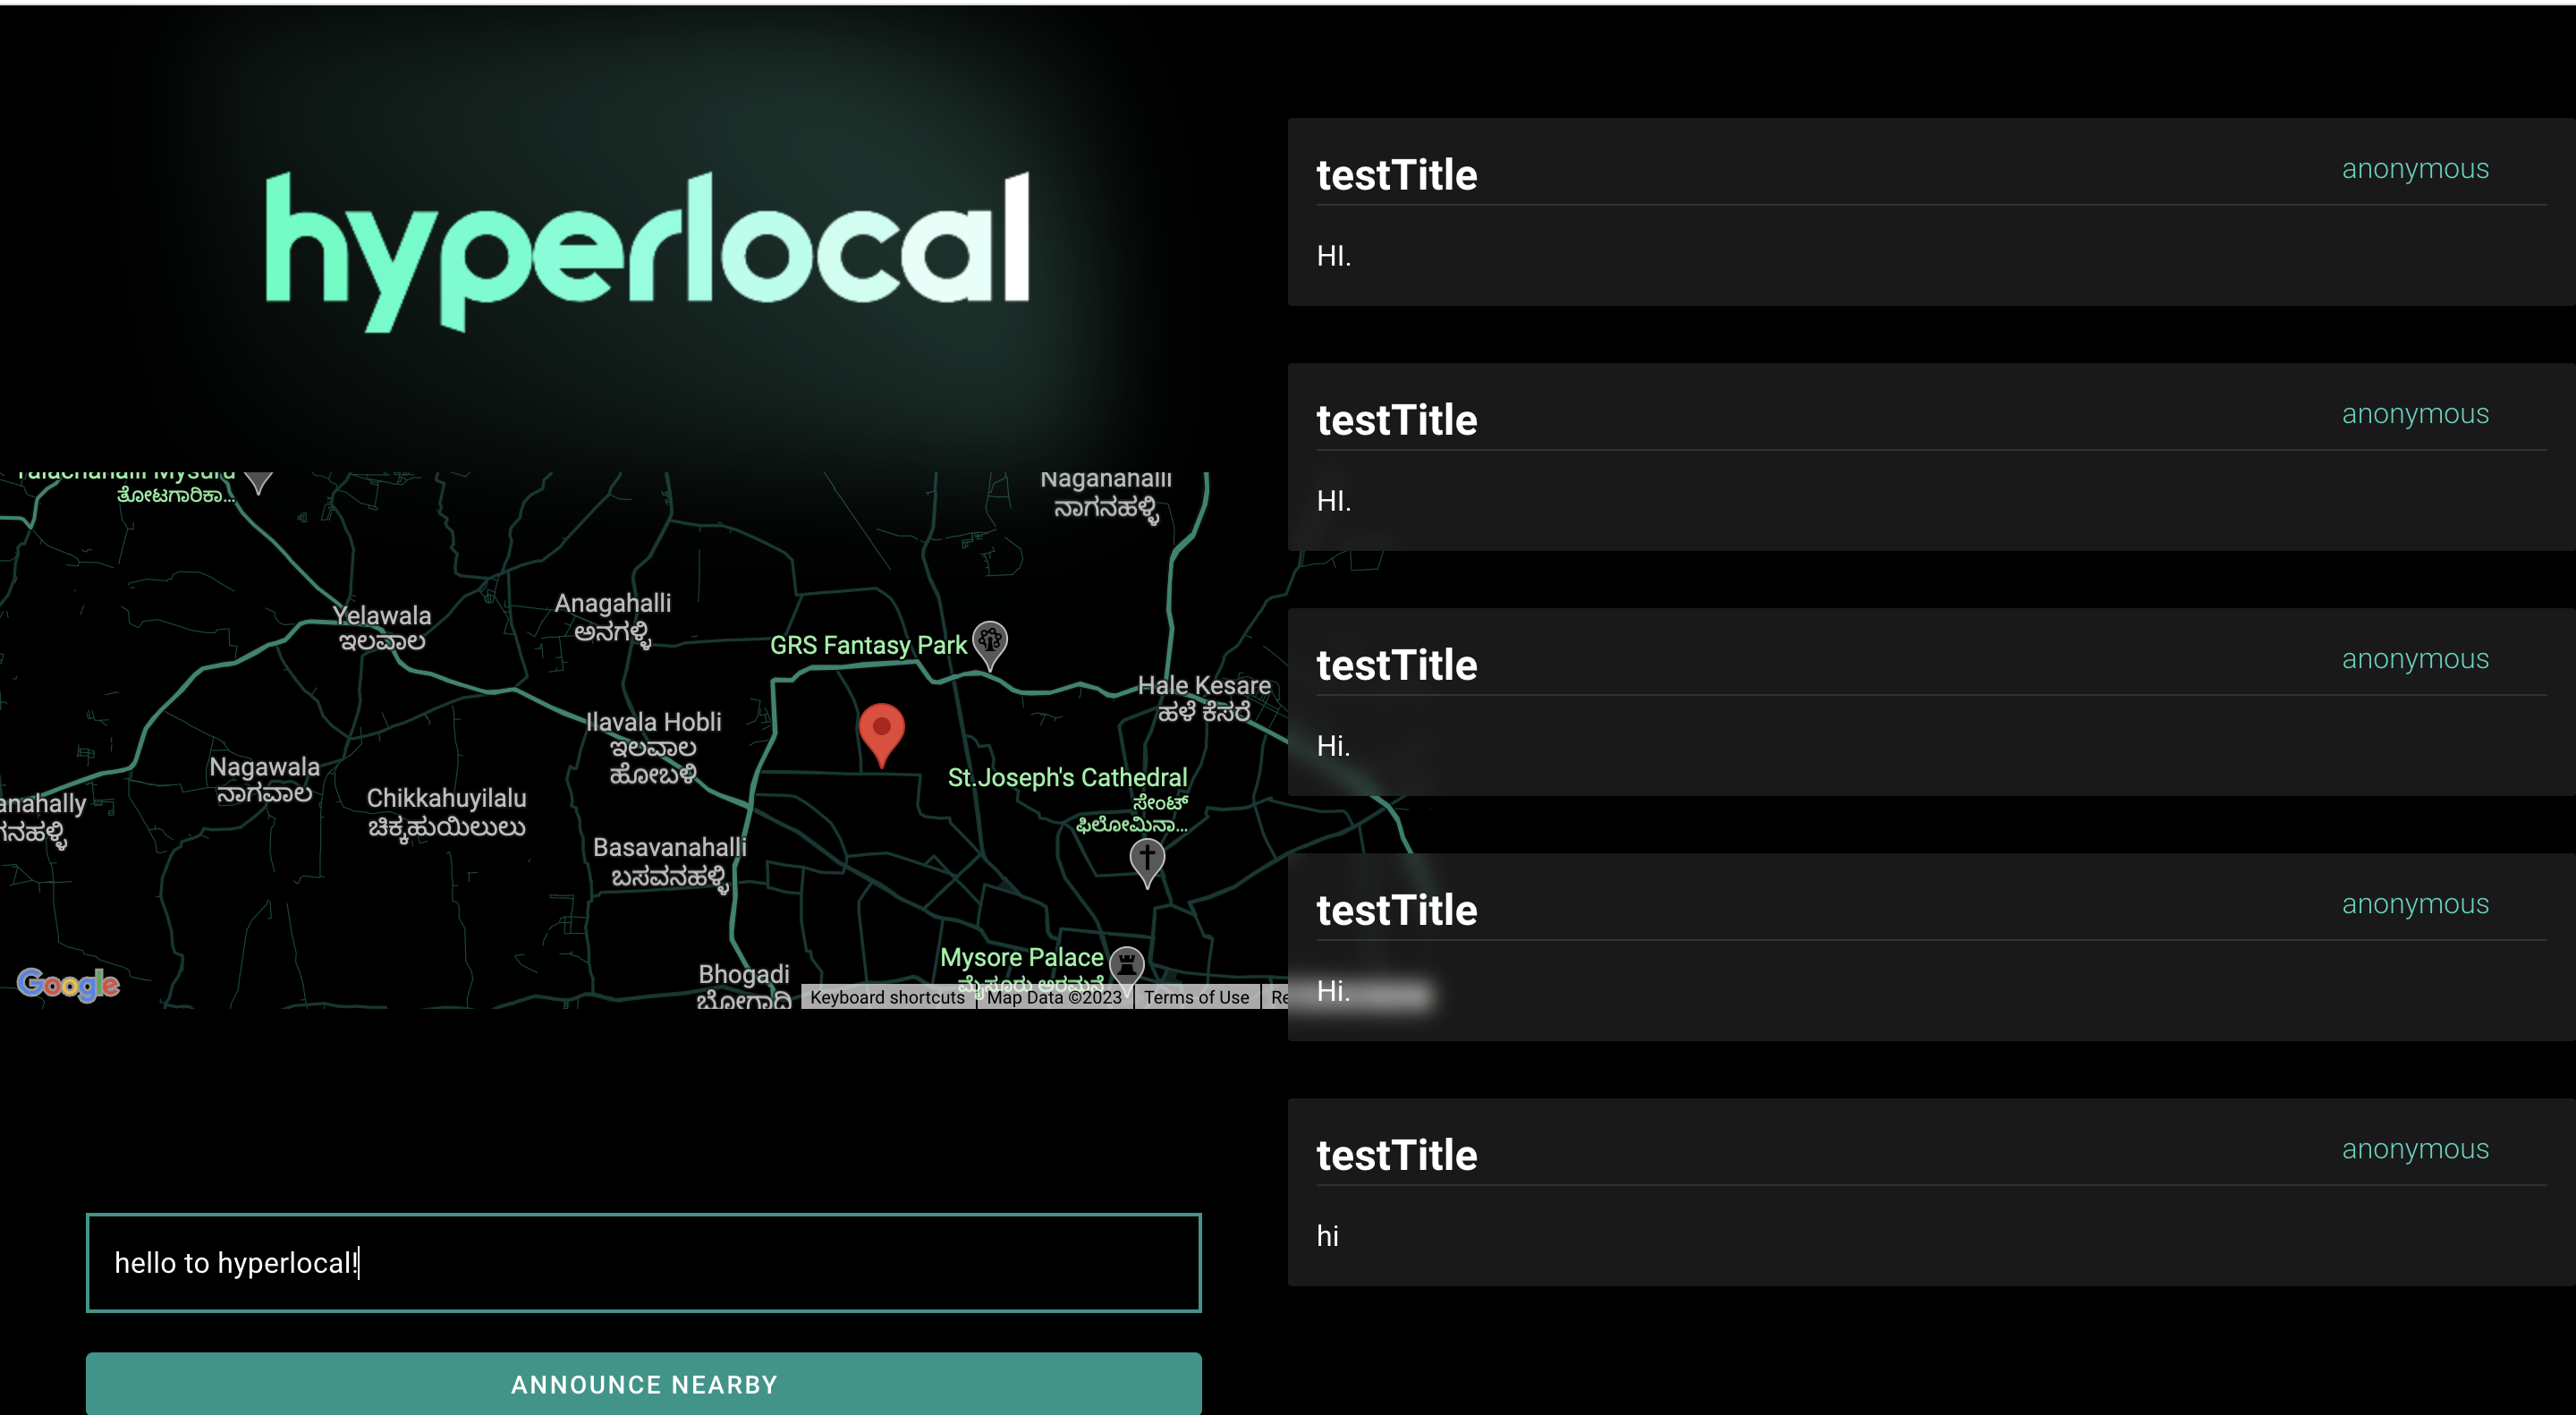 hyperlocal
ತೋಟಗಾರಿಕಾ...
Naganahalli
ನಾಗನಹಳ್ಳಿ
Yelawala
ಇಲವಾಲ
Anagahalli
ಅನಗಳ್ಳಿ
GRS Fantasy Park
Hale Kesare
ಹಳೆ ಕೆಸರೆ
Ilavala Hobli
ಇಲವಾಲ
ಹೋಬಳಿ
Nagawala
ನಾಗವಾಲ
St.Joseph's Cathedral
ಸೇಂಟ್
ಫಿಲೋಮಿನಾ...
Chikkahuyilalu
ಚಿಕ್ಕಹುಯಿಲುಲು
anahally
ಗನಹಳ್ಳಿ
Basavanahalli
ಬಸವನಹಳ್ಳಿ
Mysore Palace
ಮೈಸೂರು ಅರಮನೆ
Bhogadi
ಬೋಗಾದಿ
Google
Keyboard shortcuts
Map Data ©2023
Terms of Use
Re
hello to hyperlocal!
ANNOUNCE NEARBY
testTitle
anonymous
HI.
testTitle
anonymous
HI.
testTitle
anonymous
Hi.
testTitle
anonymous
Hi.
testTitle
anonymous
hi